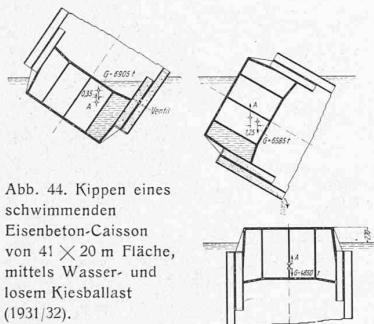 G=6905 t
0,35
A
Ventil
A
1,25
G=6585 t
Abb. 44. Kippen eines
schwimmenden
Eisenbeton-Caisson
von 41 × 20 m Fläche,
mittels Wasser- und
losem Kiesballast
(1931/32).
A
G=4850 t